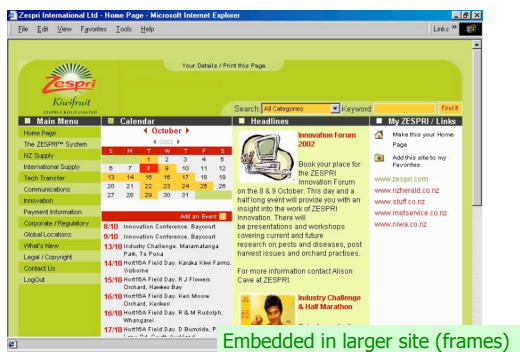 Zespri International Ltd - Home Page - Microsoft Internet Explorer
File Edit View Favorites Tools Help
Links »
Your Details / Print this Page
Zespri
Kiwifruit
ZESPRI GROUP LIMITED
Search: All Categories Keyword: Find It
Main Menu
Home Page
The ZESPRI™ System
NZ Supply
International Supply
Tech Transfer
Communications
Innovation
Payment Information
Corporate / Regulatory
Global Locations
What's New
Legal / Copyright
Contact Us
LogOut
Calendar
October
2002
S M T W T F S
1 2 3 4 5
6 7 8 9 10 11 12
13 14 15 16 17 18 19
20 21 22 23 24 25 26
27 28 29 30 31
Add an Event
8/10 Innovation Conference. Baycourt
9/10 Innovation Conference. Baycourt
13/10 Industry Challenge. Maramatanga
Park, Te Puna
14/10 Hort16A Field Day. Karaka Kiwi Farms,
Gisborne
15/10 Hort16A Field Day. R J Flowers
Orchard, Hawkes Bay
16/10 Hort16A Field Day. Keri Moore
Orchard, Kerikeri
16/10 Hort16A Field Day. R & M Rudolph,
Whangarei
17/10 Hort16A Field Day. D Burnside, P
Headlines
Innovation Forum
2002
Book your place for
the ZESPRI
Innovation Forum
on the 8 & 9 October. This day and a
half long event will provide you with an
insight into the work of ZESPRI
Innovation. There will
be presentations and workshops
covering current and future
research on pests and diseases, post
harvest issues and orchard practises.
For more information contact Alison
Cave at ZESPRI.
Industry Challenge
& Half Marathon
My ZESPRI / Links
Make this your Home
Page
Add this site to my
Favorites
www.zespri.com
www.nzherald.co.nz
www.stuff.co.nz
www.metservice.co.nz
www.niwa.co.nz
Embedded in larger site (frames)